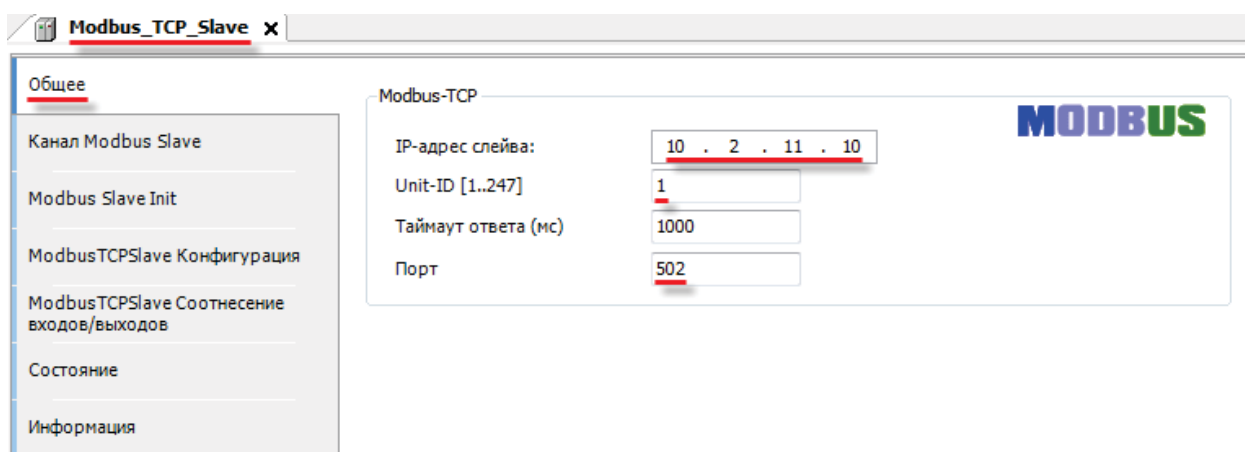 Modbus_TCP_Slave x
Общее
Канал Modbus Slave
Modbus Slave Init
ModbusTCPSlave Конфигурация
ModbusTCPSlave Соотнесение
входов/выходов
Состояние
Информация
Modbus-TCP
MODBUS
IP-адрес слейва: 10 . 2 . 11 . 10
Unit-ID [1..247] 1
Таймаут ответа (мс) 1000
Порт 502